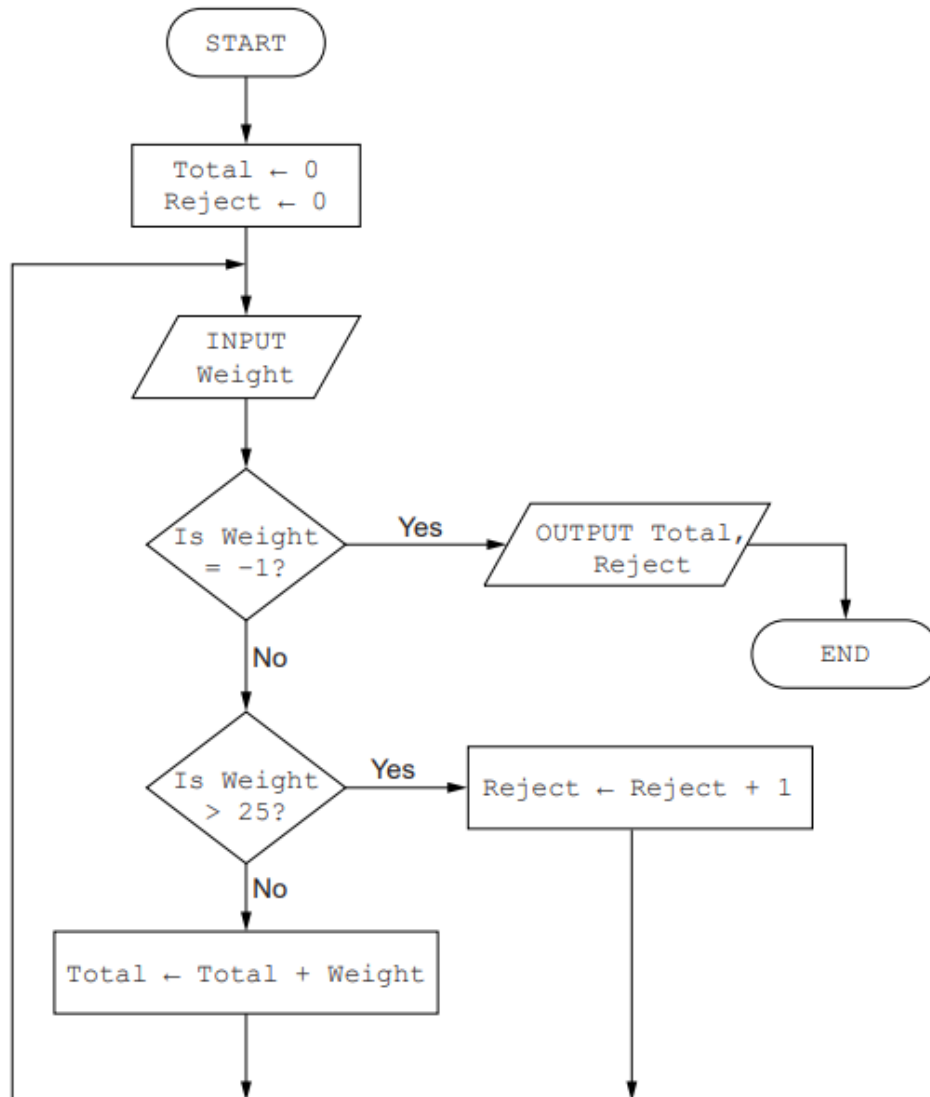 START
Total ← 0
Reject ← 0
INPUT
Weight
Is Weight
= –1?
Yes
OUTPUT Total,
Reject
END
No
Is Weight
> 25?
Yes
Reject ← Reject + 1
No
Total ← Total + Weight